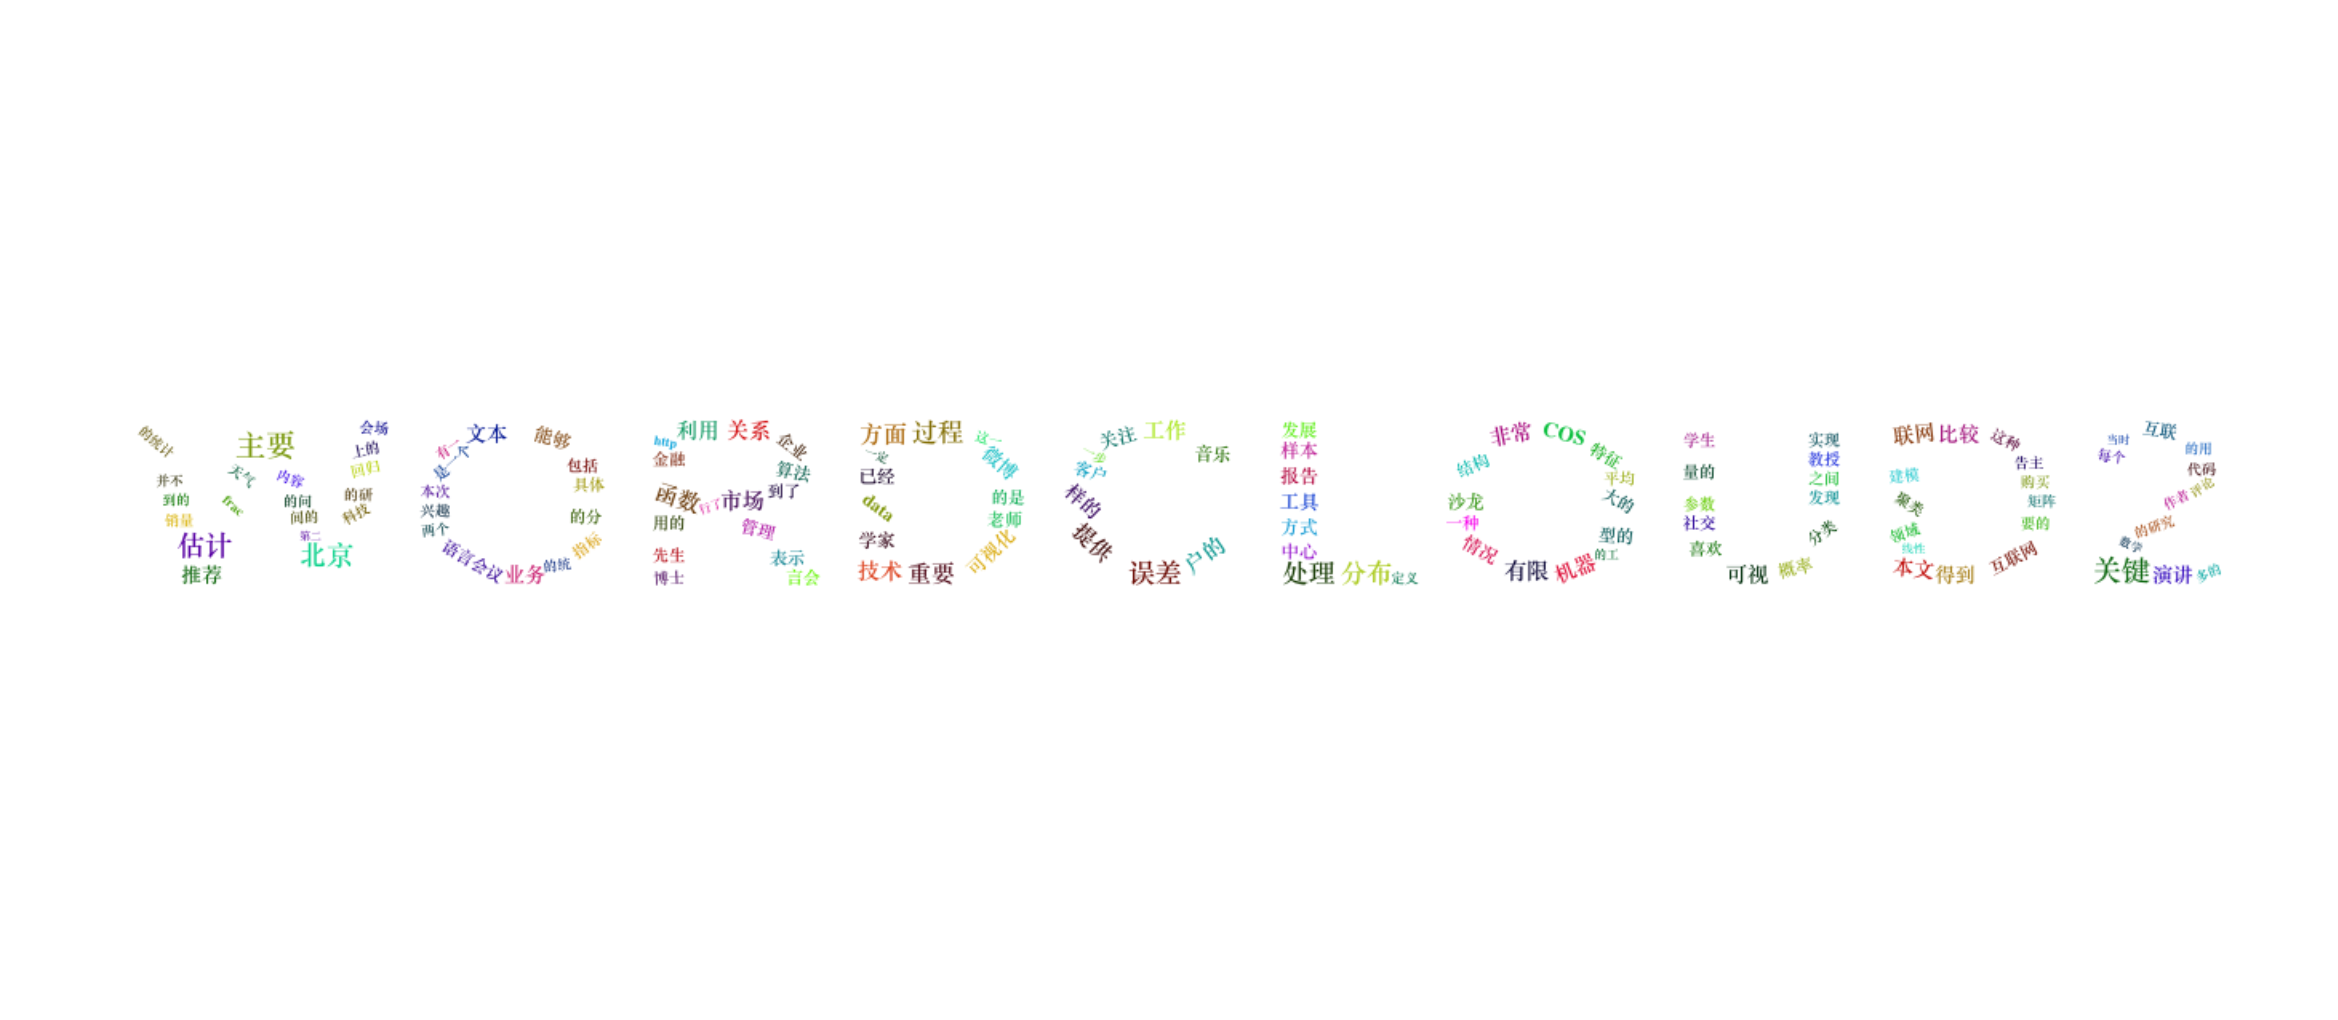 的统计
主要
会场
上的
回归
天气
内容
并不
到的
frac
的问
的研
间的
科技
销量
第二
估计
北京
推荐
有一
文本
能够
是一个
包括
具体
本次
兴趣
两个
的分
指标
语言会议
业务
的统
http
利用
关系
企业
金融
算法
函数
行了
市场
到了
用的
管理
先生
表示
博士
言会
方面
过程
这一
一定
微博
已经
data
的是
老师
学家
可视化
技术
重要
关注
工作
音乐
一步
客户
样的
提供
误差
户的
发展
样本
报告
工具
方式
中心
处理
分布
定义
非常
COS
特征
结构
平均
大的
沙龙
一种
型的
情况
的工
有限
机器
学生
实现
教授
量的
之间
参数
发现
社交
分类
喜欢
可视
概率
联网
比较
这种
告主
建模
购买
聚类
矩阵
领域
要的
线性
互联网
本文
得到
当时
互联
的用
每个
代码
作者
评论
的研究
数学
关键
演讲
多的